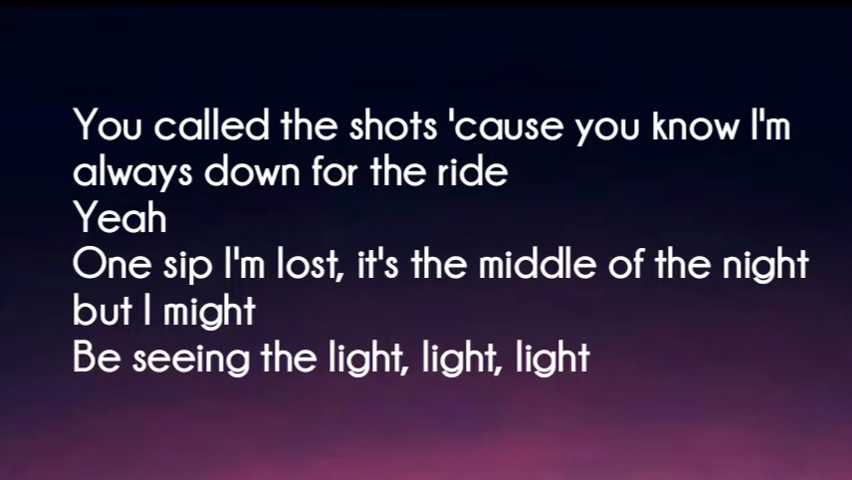 You called the shots 'cause you know I'm
always down for the ride
Yeah
One sip I'm lost, it's the middle of the night
but I might
Be seeing the light, light, light